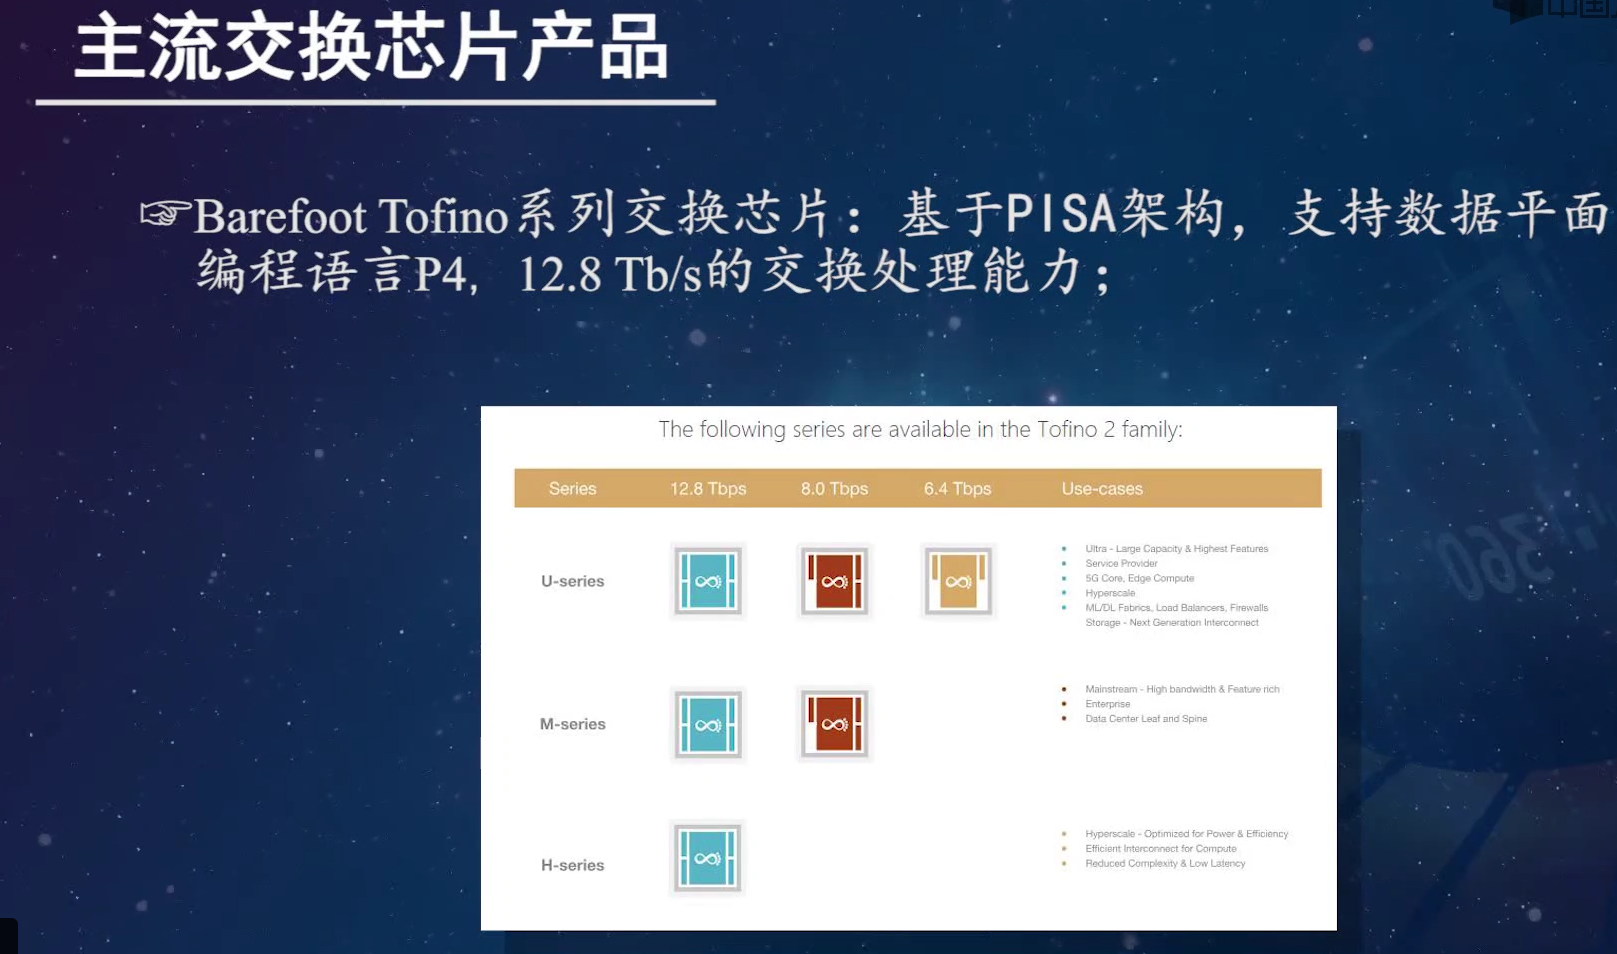 主流交换芯片产品
中国
☞Barefoot Tofino系列交换芯片：基于PISA架构，支持数据平面
编程语言P4，12.8 Tb/s的交换处理能力；
The following series are available in the Tofino 2 family:
Series 12.8 Tbps 8.0 Tbps 6.4 Tbps Use-cases
U-series
• Ultra - Large Capacity & Highest Features
• Service Provider
• 5G Core, Edge Compute
• Hyperscale
• ML/DL Fabrics, Load Balancers, Firewalls
Storage - Next Generation Interconnect
M-series
• Mainstream - High bandwidth & Feature rich
• Enterprise
• Data Center Leaf and Spine
H-series
• Hyperscale - Optimized for Power & Efficiency
• Efficient Interconnect for Compute
• Reduced Complexity & Low Latency
360